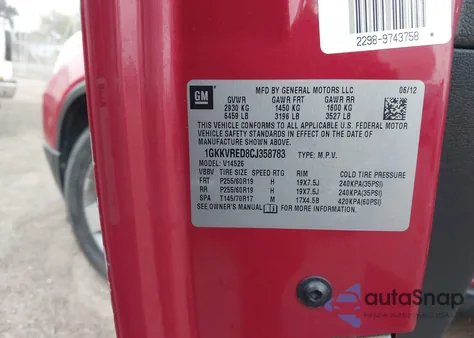 2298-9743758
GM
MFD BY GENERAL MOTORS LLC 06/12
GVWR GAWR FRT GAWR RR
2930 KG 1450 KG 1600 KG
6459 LB 3196 LB 3527 LB
THIS VEHICLE CONFORMS TO ALL APPLICABLE U.S. FEDERAL MOTOR
VEHICLE SAFETY STANDARDS IN EFFECT ON THE DATE OF
MANUFACTURE SHOWN ABOVE.
1GKKVRED8CJ358783 TYPE: M.P.V.
MODEL: V14526
VBBV TIRE SIZE SPEED RTG RIM COLD TIRE PRESSURE
FRT P255/60R19 H 19X7.5J 240KPA(35PSI)
RR P255/60R19 H 19X7.5J 240KPA(35PSI)
SPA T145/70R17 M 17X4.5B 420KPA(60PSI)
SEE OWNER'S MANUAL FOR MORE INFORMATION.
autoSnap